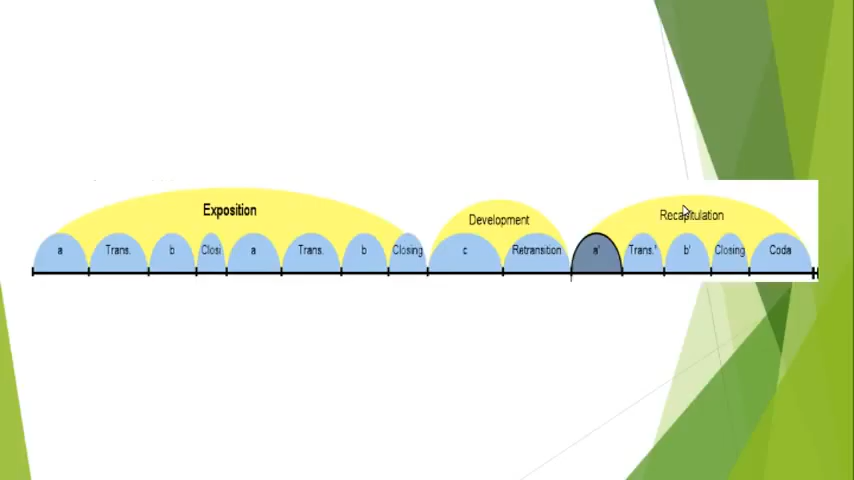 Exposition
Development
Recapitulation
a Trans. b Closi a Trans. b Closing c Retransition a' Trans.' b' Closing Coda